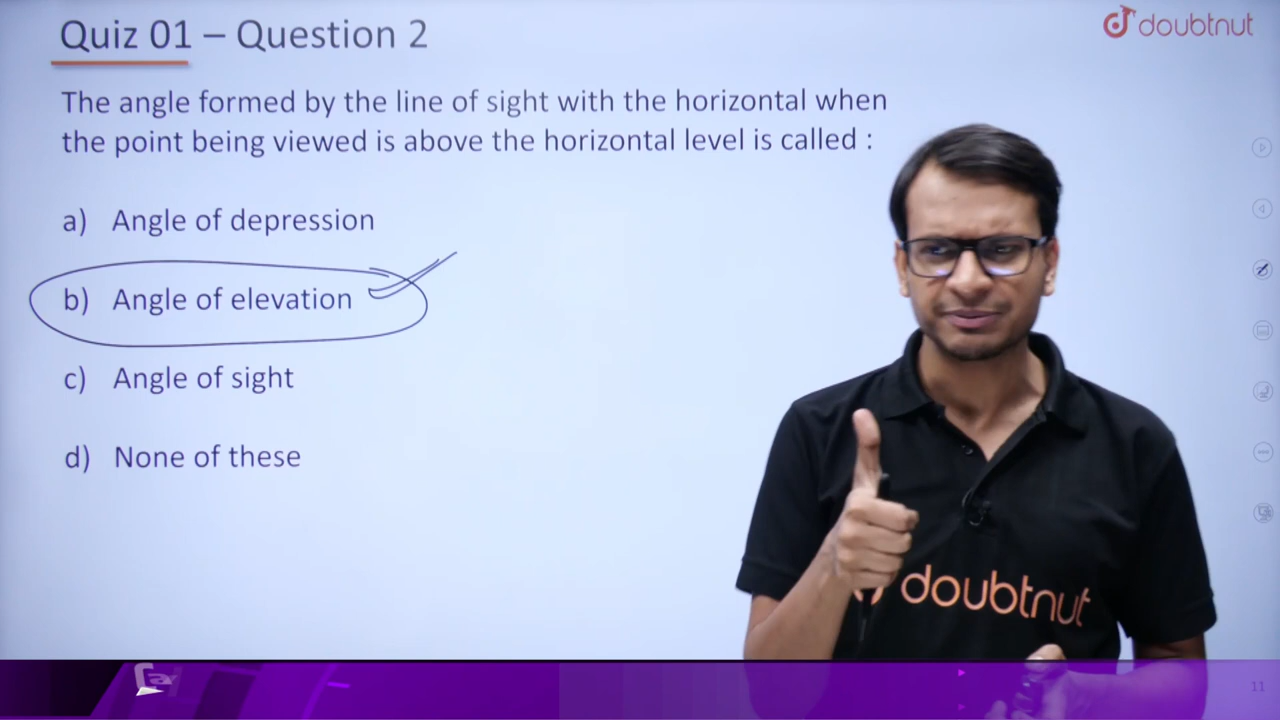 Quiz 01 – Question 2
doubtnut
The angle formed by the line of sight with the horizontal when
the point being viewed is above the horizontal level is called :
a) Angle of depression
b) Angle of elevation
c) Angle of sight
d) None of these
doubtnut
11